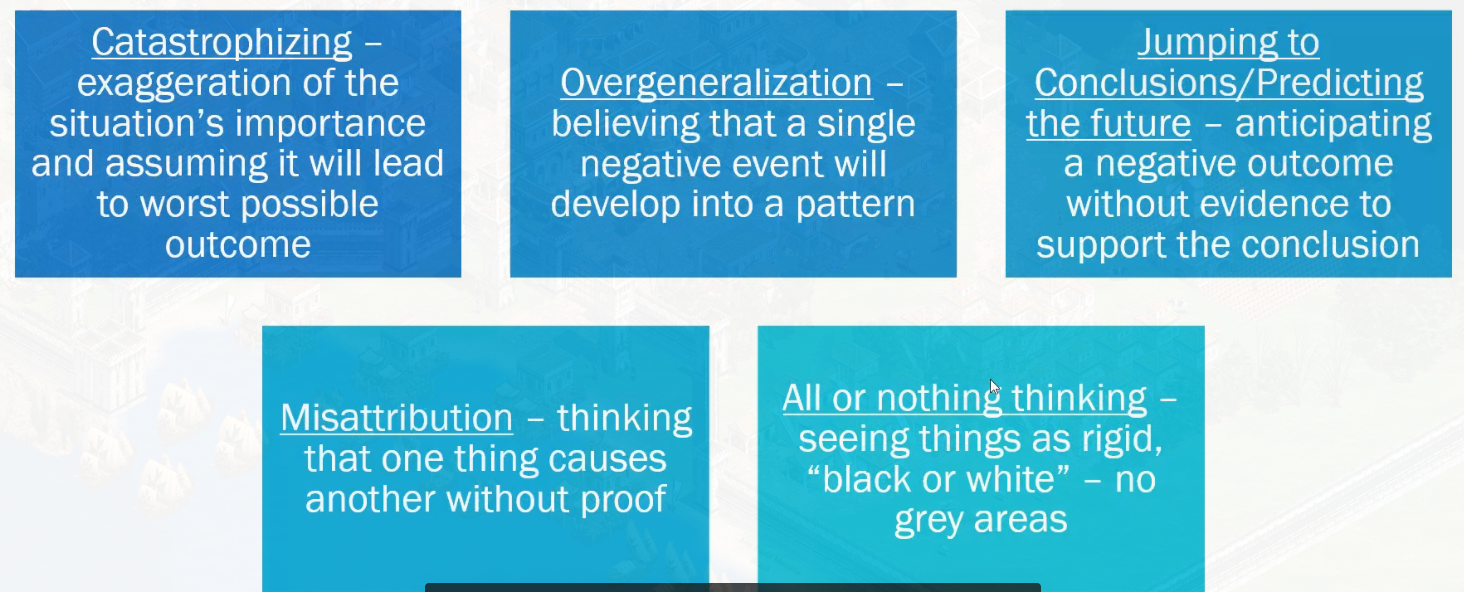 Catastrophizing –
exaggeration of the
situation’s importance
and assuming it will lead
to worst possible
outcome
Overgeneralization –
believing that a single
negative event will
develop into a pattern
Jumping to
Conclusions/Predicting
the future – anticipating
a negative outcome
without evidence to
support the conclusion
Misattribution – thinking
that one thing causes
another without proof
All or nothing thinking –
seeing things as rigid,
“black or white” – no
grey areas